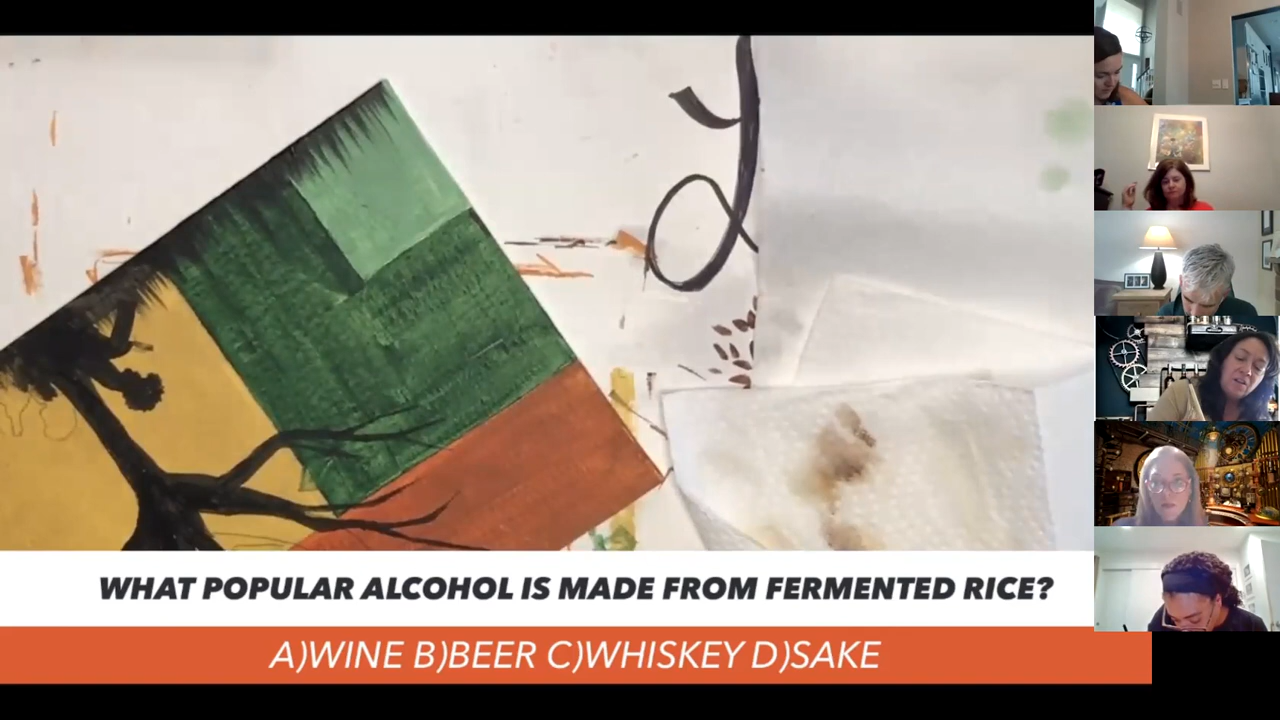 WHAT POPULAR ALCOHOL IS MADE FROM FERMENTED RICE?
A)WINE B)BEER C)WHISKEY D)SAKE